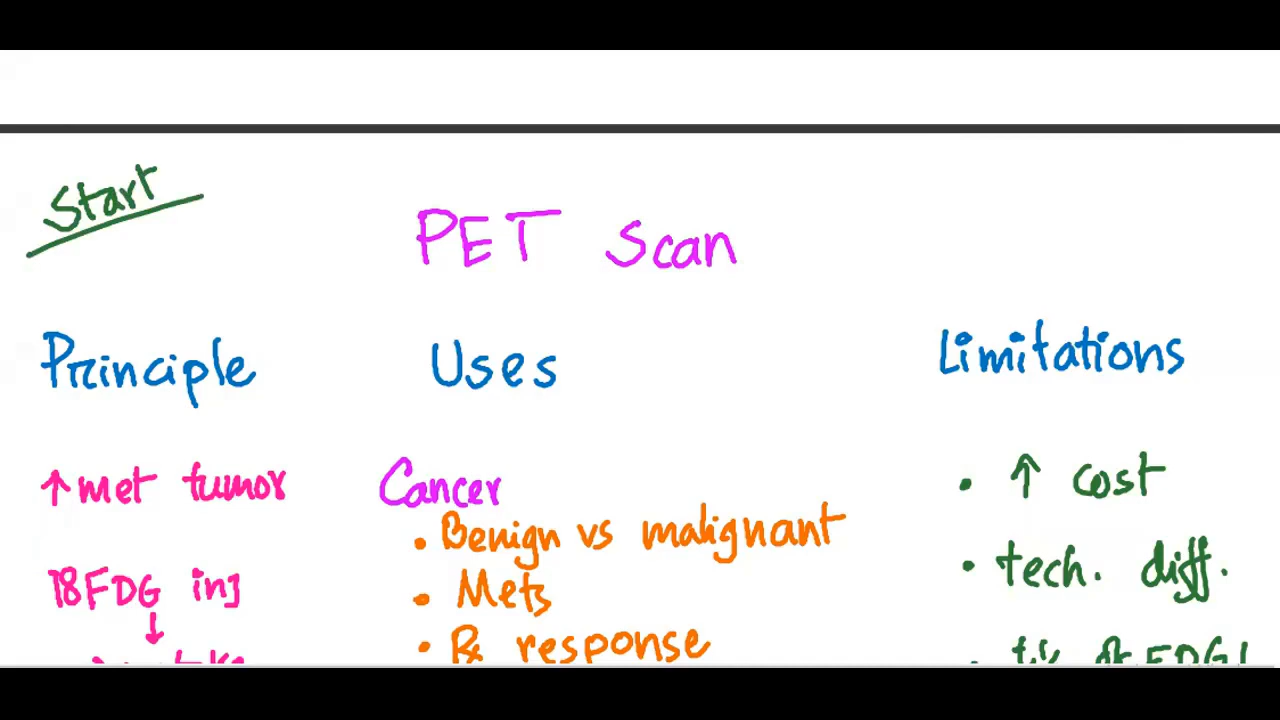 Start
PET Scan
Principle
↑ met tumor
18FDG inj
↓
Uses
Cancer
• Benign vs malignant
• Mets
• Rx response
Limitations
• ↑ cost
• tech. diff.